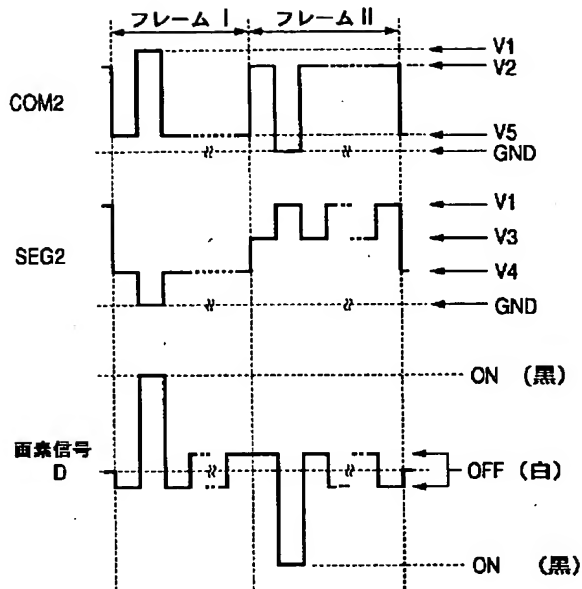 フレーム I
フレーム II
V1
V2
COM2
V5
GND
V1
V3
SEG2
V4
GND
ON (黒)
画素信号
D
OFF (白)
ON (黒)